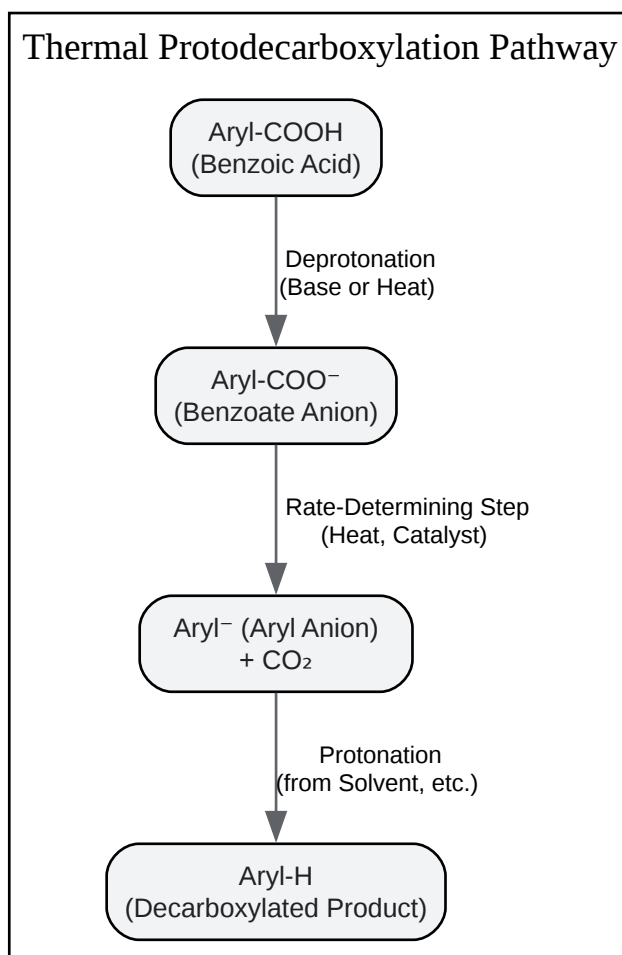 Thermal Protodecarboxylation Pathway
Aryl-COOH
(Benzoic Acid)
Deprotonation
(Base or Heat)
Aryl-COO⁻
(Benzoate Anion)
Rate-Determining Step
(Heat, Catalyst)
Aryl⁻ (Aryl Anion)
+ CO₂
Protonation
(from Solvent, etc.)
Aryl-H
(Decarboxylated Product)